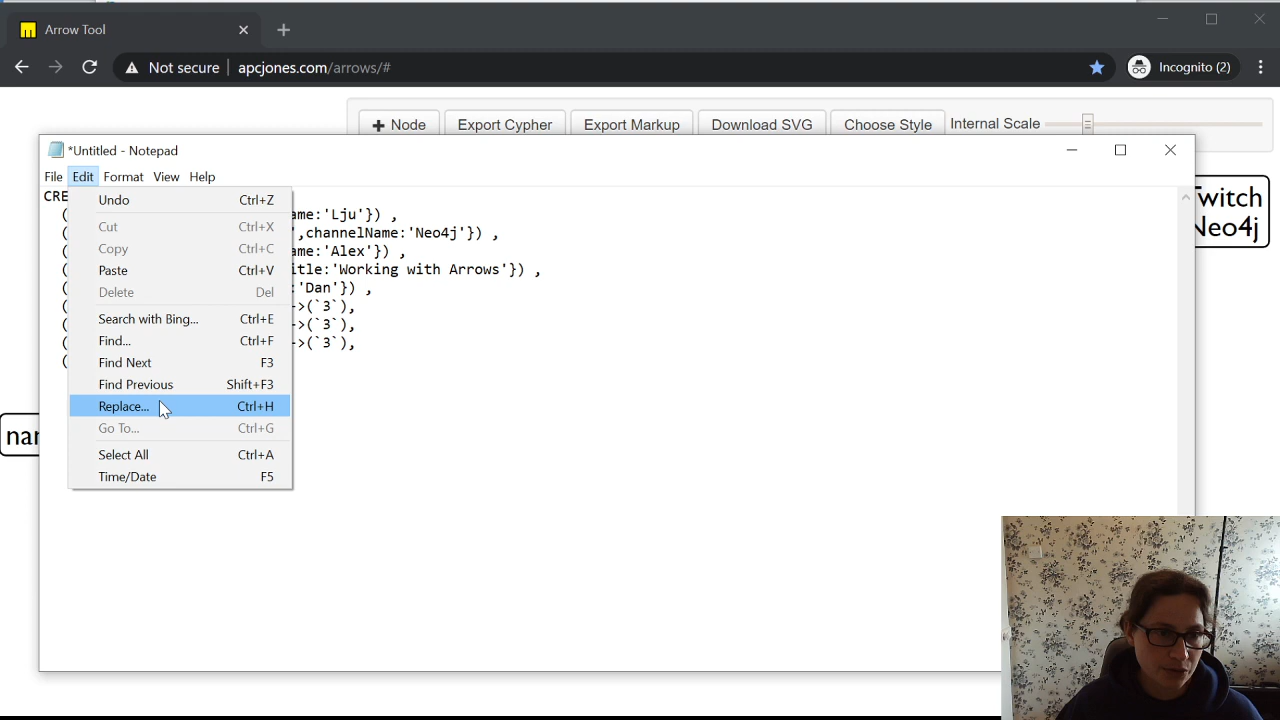 Arrow Tool
Not secure apcjones.com/arrows/# Incognito (2)
Node Export Cypher Export Markup Download SVG Choose Style Internal Scale
*Untitled - Notepad
File Edit Format View Help
Twitch
Neo4j
CRE
Undo Ctrl+Z
ame:'Lju'}) ,
Cut Ctrl+X
( ',channelName:'Neo4j'}) ,
Copy Ctrl+C
ame:'Alex'}) ,
Paste Ctrl+V
( itle:'Working with Arrows'}) ,
Delete Del
( :'Dan'}) ,
( ->(`3`),
Search with Bing... Ctrl+E
( ->(`3`),
Find... Ctrl+F
( ->(`3`),
Find Next F3
(
Find Previous Shift+F3
Replace... Ctrl+H
Go To... Ctrl+G
nar
Select All Ctrl+A
Time/Date F5